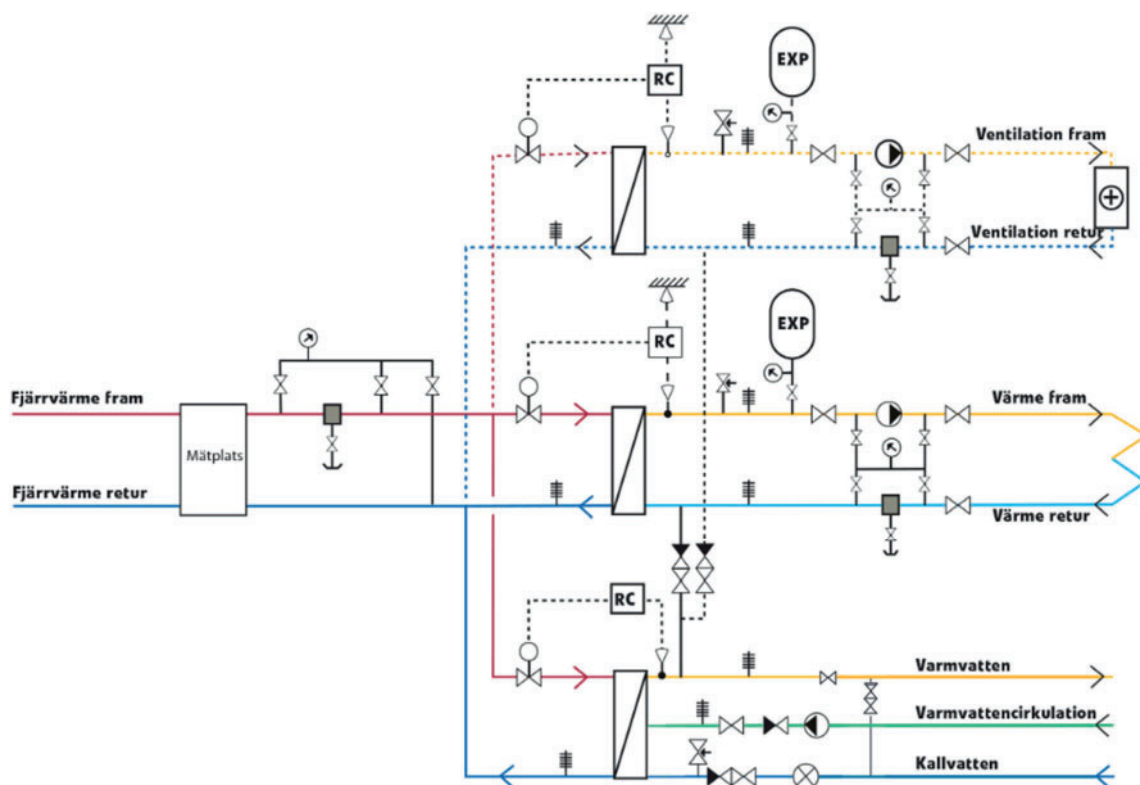 EXP
RC
Ventilation fram
Ventilation retur
EXP
RC
Fjärrvärme fram
Värme fram
Mätplats
Fjärrvärme retur
Värme retur
RC
Varmvatten
Varmvattencirkulation
Kallvatten